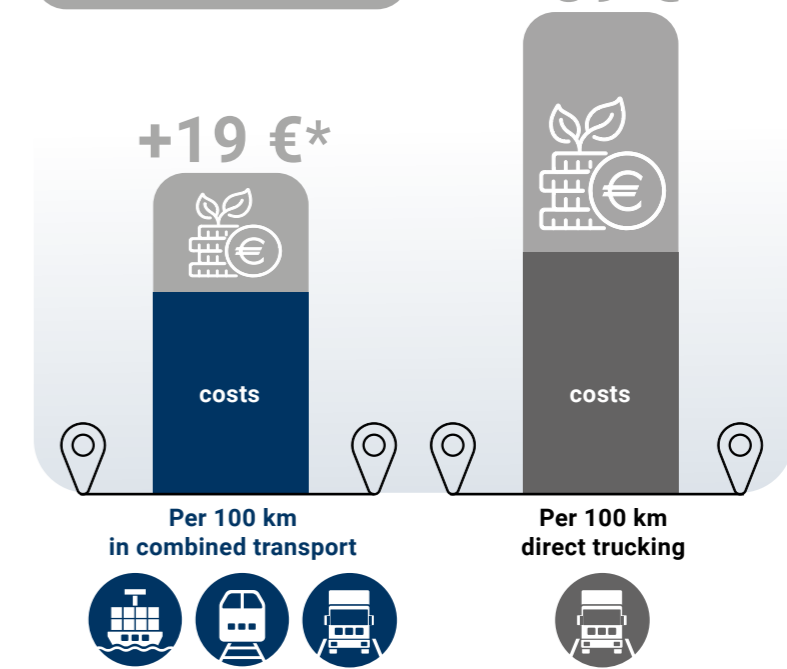 +19 €*
costs
costs
Per 100 km
in combined transport
Per 100 km
direct trucking